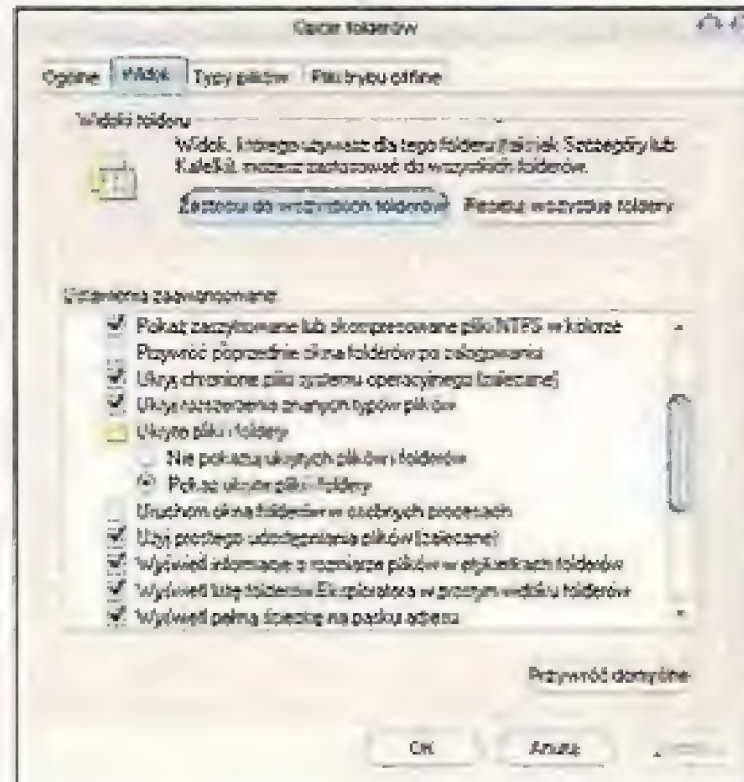 Opcje folderów
Ogólne Widok Typy plików Pliki trybu offline
Widoki folderu
Widok, którego używasz dla tego folderu (taki jak Szczegóły lub
Kafelki), możesz zastosować do wszystkich folderów.
Zastosuj do wszystkich folderów Resetuj wszystkie foldery
Ustawienia zaawansowane:
Pokaż zaszyfrowane lub skompresowane pliki NTFS w kolorze
Przywróć poprzednie okna folderów po zalogowaniu
Ukryj chronione pliki systemu operacyjnego (zalecane)
Ukryj rozszerzenia znanych typów plików
Ukryte pliki i foldery
Nie pokazuj ukrytych plików i folderów
Pokaż ukryte pliki i foldery
Uruchom okna folderów w osobnych procesach
Użyj prostego udostępniania plików (zalecane)
Wyświetl informacje o rozmiarze plików w etykietkach folderów
Wyświetl listę folderów Eksploratora w prostym widoku folderów
Wyświetl pełną ścieżkę na pasku adresu
Przywróć domyślne
OK Anuluj